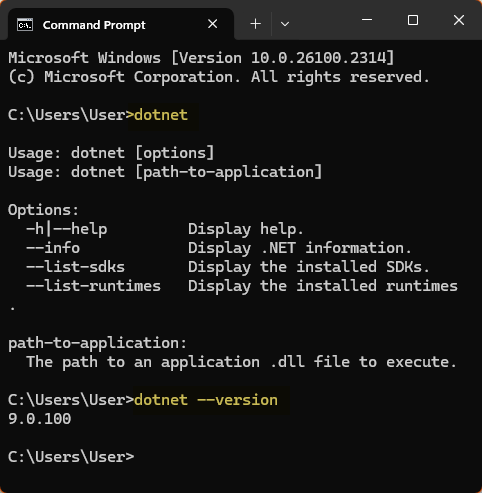 Command Prompt
Microsoft Windows [Version 10.0.26100.2314]
(c) Microsoft Corporation. All rights reserved.
C:\Users\User>dotnet
Usage: dotnet [options]
Usage: dotnet [path-to-application]
Options:
  -h|--help         Display help.
  --info            Display .NET information.
  --list-sdks       Display the installed SDKs.
  --list-runtimes   Display the installed runtimes
.
path-to-application:
  The path to an application .dll file to execute.
C:\Users\User>dotnet --version
9.0.100
C:\Users\User>